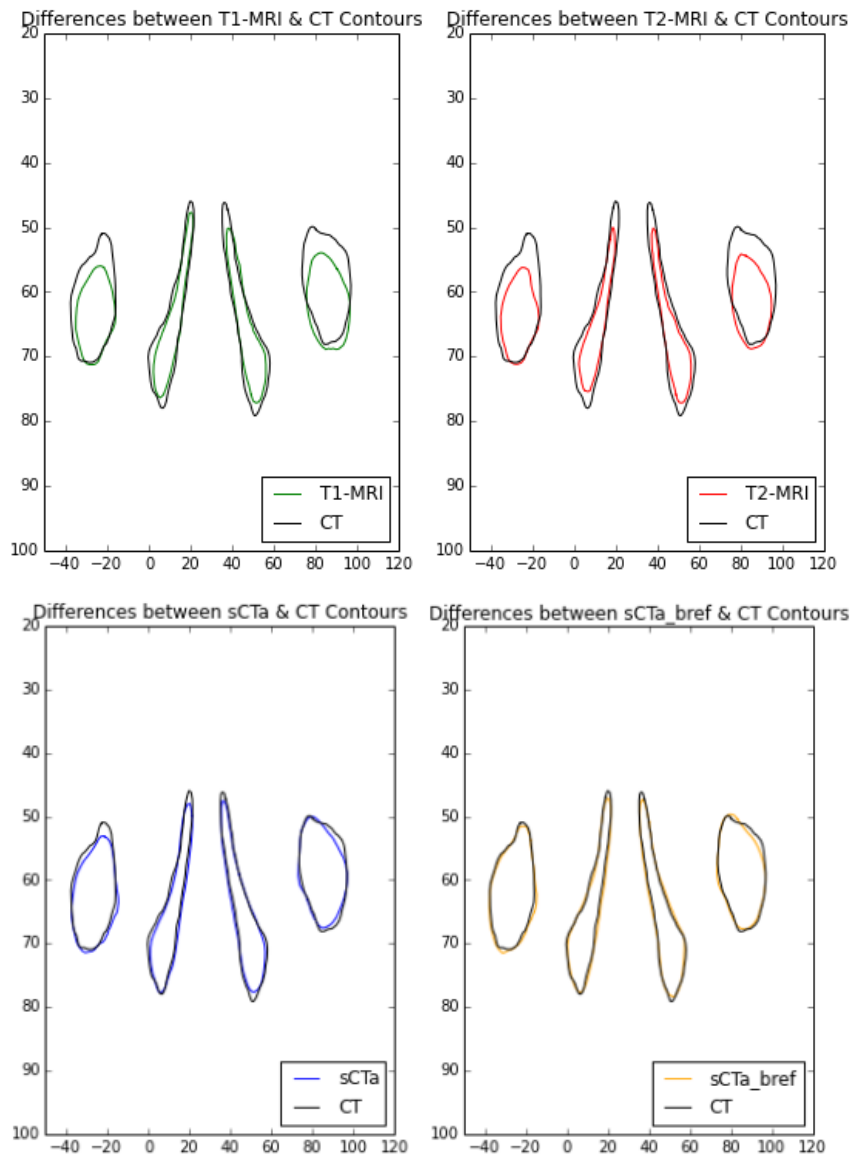 Differences between T1-MRI & CT Contours
20
30
40
50
60
70
80
90
100
−40 −20 0 20 40 60 80 100 120
T1-MRI
CT
Differences between T2-MRI & CT Contours
20
30
40
50
60
70
80
90
100
−40 −20 0 20 40 60 80 100 120
T2-MRI
CT
Differences between sCTa & CT Contours
20
30
40
50
60
70
80
90
100
−40 −20 0 20 40 60 80 100 120
sCTa
CT
Differences between sCTa_bref & CT Contours
20
30
40
50
60
70
80
90
100
−40 −20 0 20 40 60 80 100 120
sCTa_bref
CT